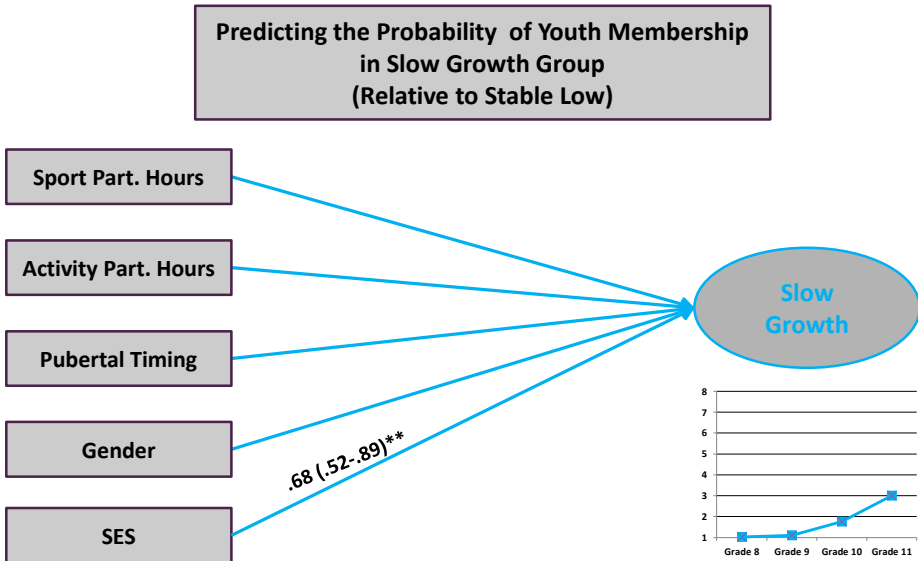 Predicting the Probability of Youth Membership
in Slow Growth Group
(Relative to Stable Low)
Sport Part. Hours
Activity Part. Hours
Pubertal Timing
Gender
SES
.68 (.52-.89)**
Slow
Growth
8
7
6
5
4
3
2
1
Grade 8 Grade 9 Grade 10 Grade 11